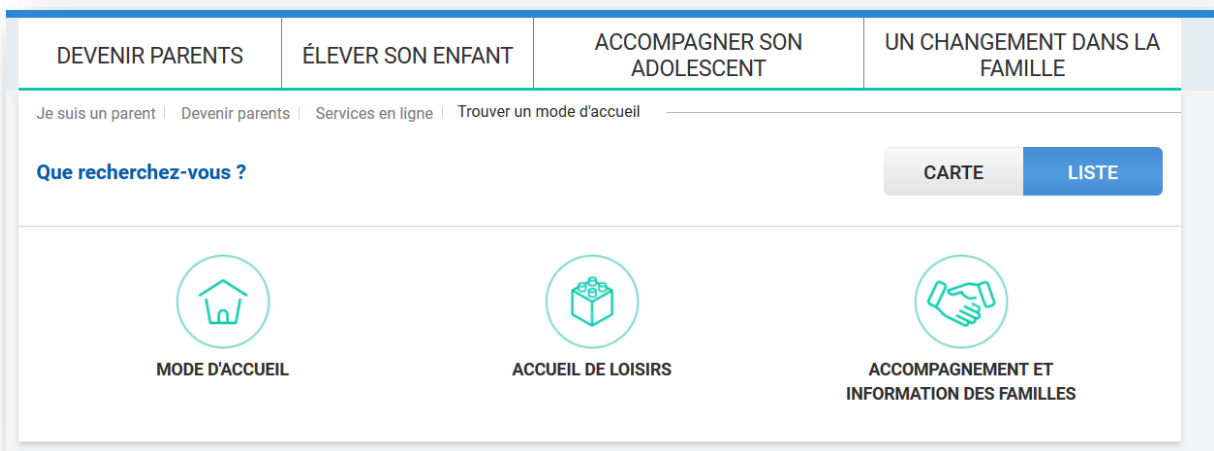 DEVENIR PARENTS
ÉLEVER SON ENFANT
ACCOMPAGNER SON
ADOLESCENT
UN CHANGEMENT DANS LA
FAMILLE
Je suis un parent
Devenir parents
Services en ligne
Trouver un mode d'accueil
Que recherchez-vous ?
CARTE
LISTE
MODE D'ACCUEIL
ACCUEIL DE LOISIRS
ACCOMPAGNEMENT ET
INFORMATION DES FAMILLES